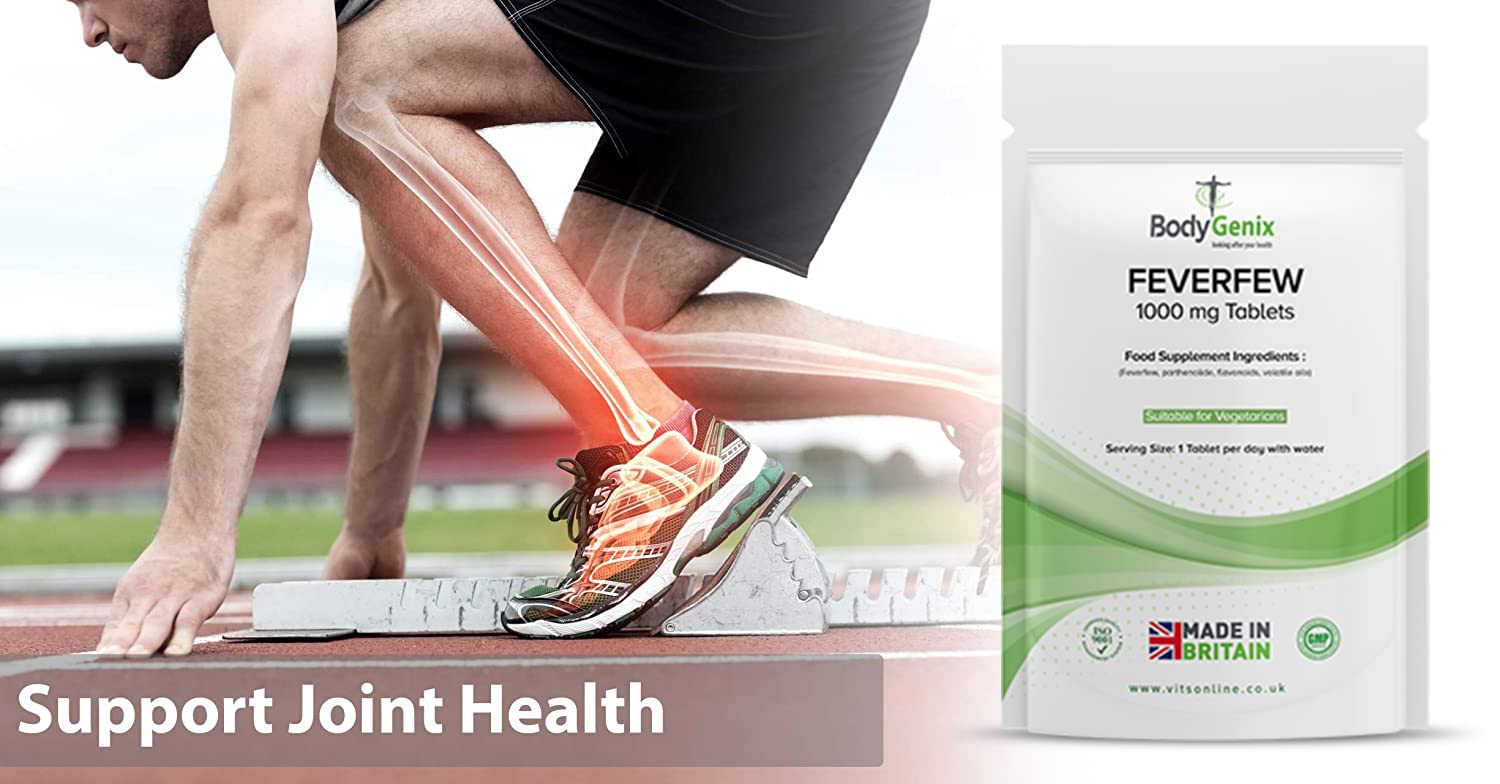 BodyGenix
looking after your health
FEVERFEW
1000 mg Tablets
Food Supplement Ingredients :
(Feverfew, parthenolide, flavonoids, volatile oils)
Suitable for Vegetarians
Serving Size: 1 Tablet per day with water
ISO
9001
MADE IN
BRITAIN
GMP
www.vitsonline.co.uk
Support Joint Health